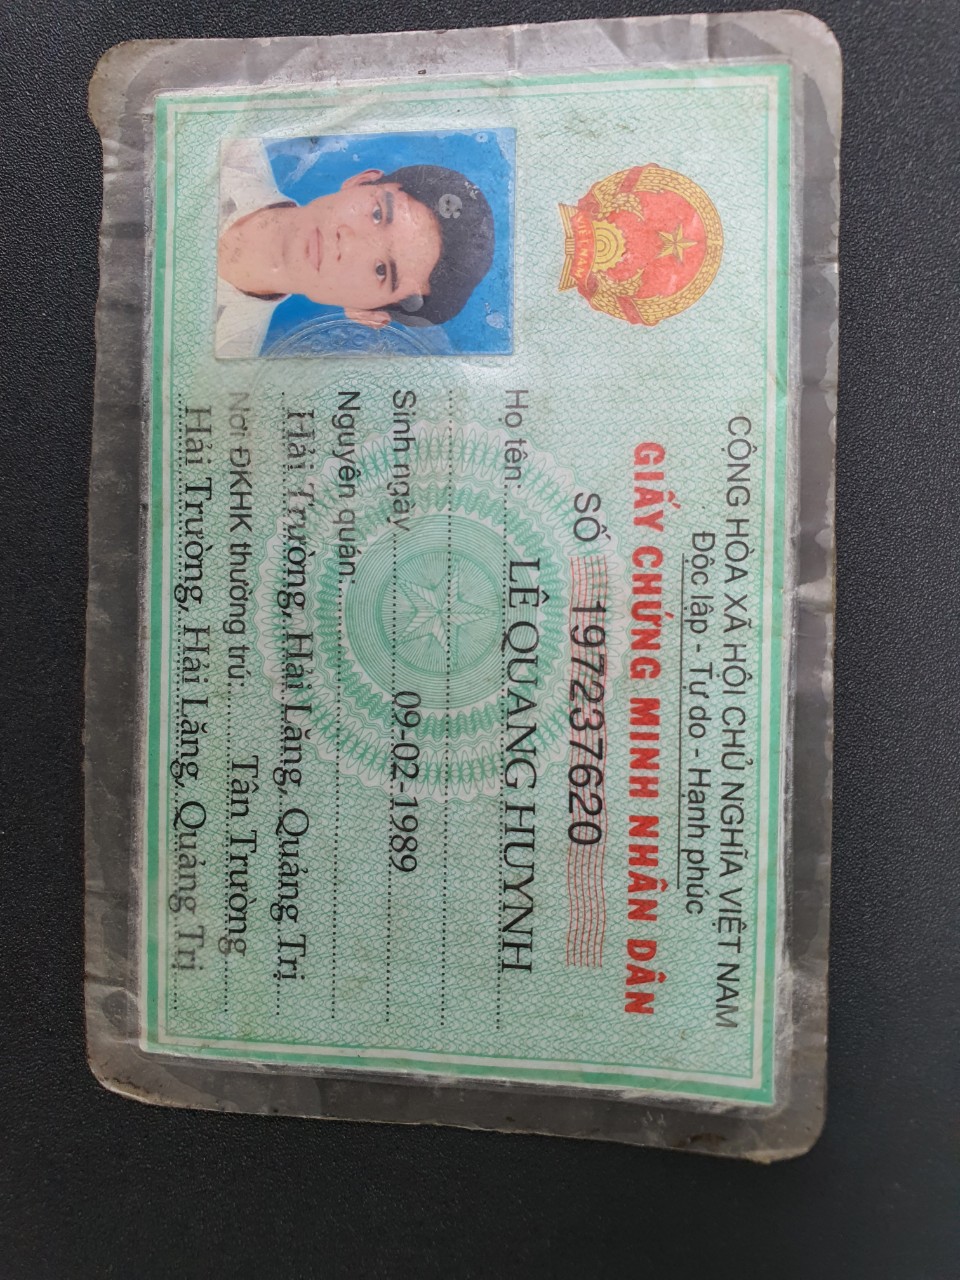 CỘNG HÒA XÃ HỘI CHỦ NGHĨA VIỆT NAM
Độc lập - Tự do - Hạnh phúc
GIẤY CHỨNG MINH NHÂN DÂN
SỐ 197237620
Họ tên: LÊ QUANG HUYNH
Sinh ngày 09-02-1989
Nguyên quán:
Hải Trường, Hải Lăng, Quảng Trị
Nơi ĐKHK thường trú: Tân Trường
Hải Trường, Hải Lăng, Quảng Trị
VIỆT NAM